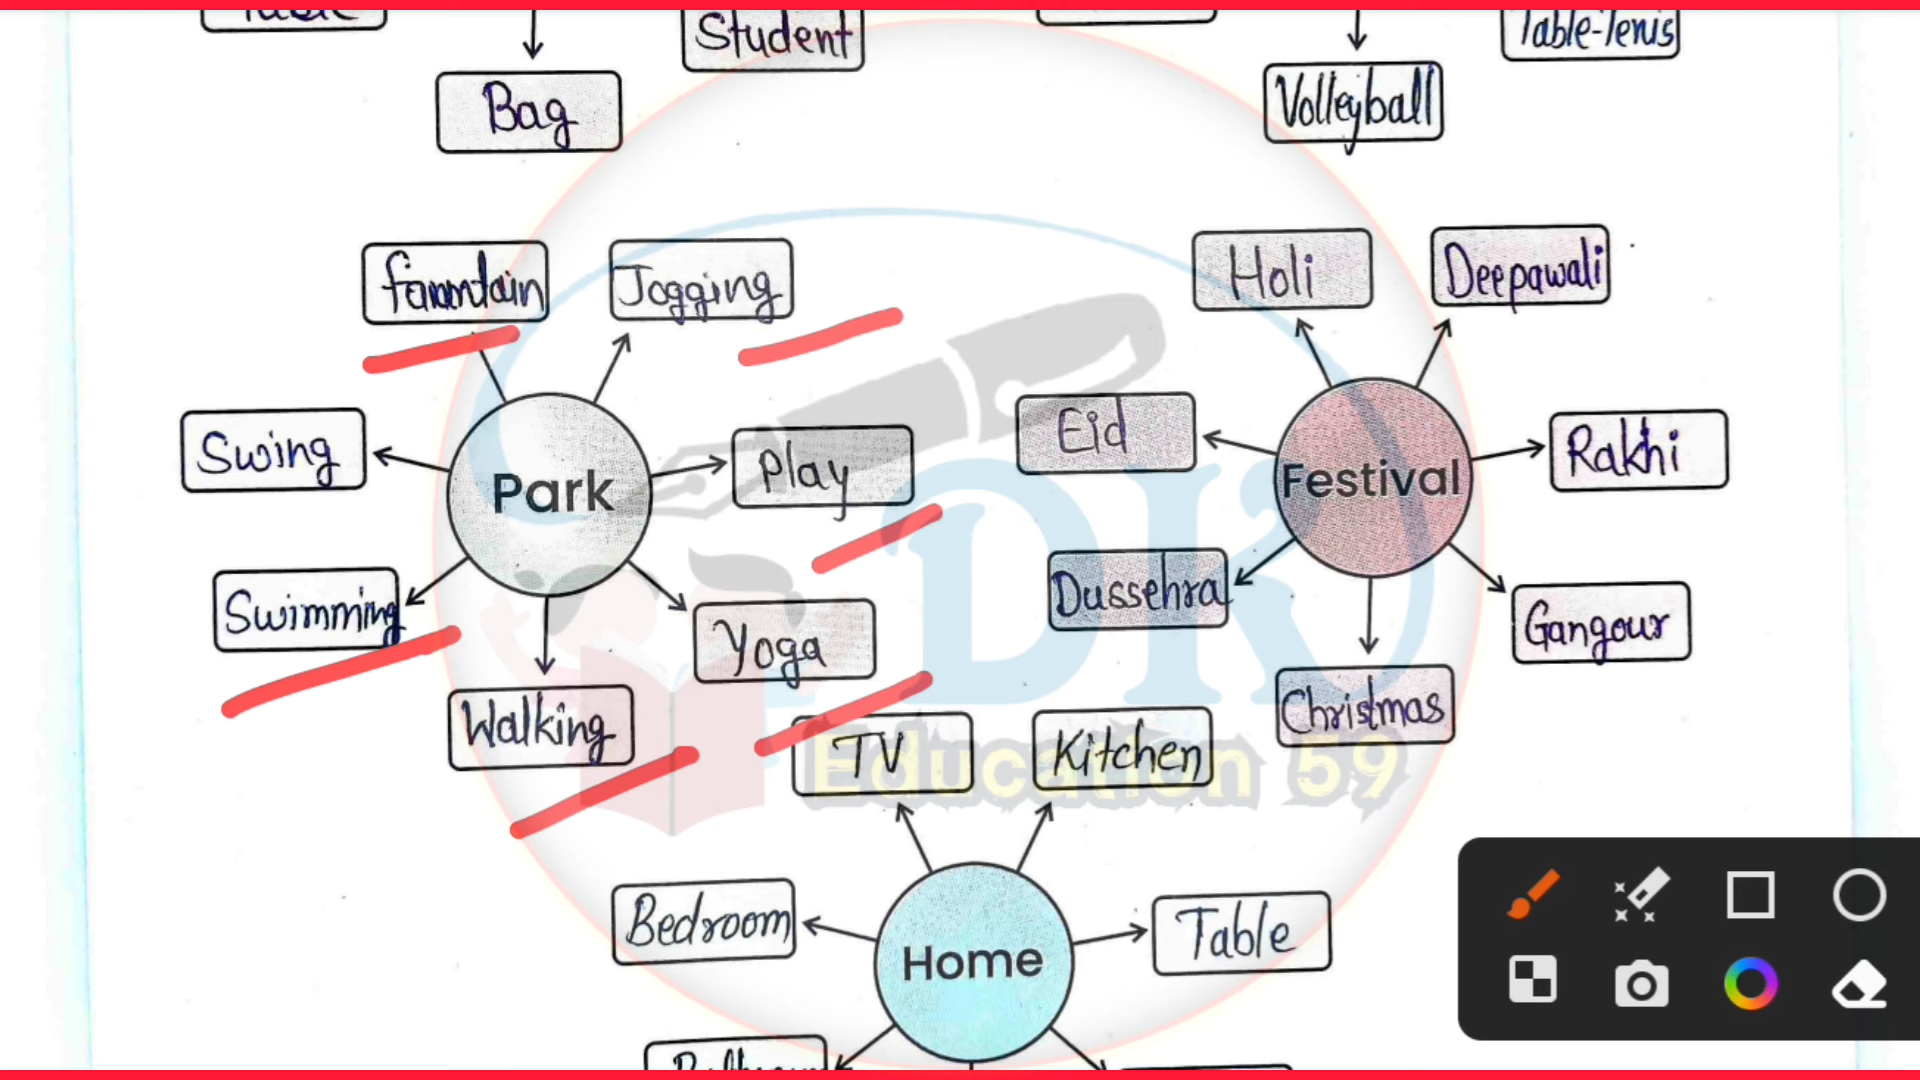 Student
Table-Tenis
Bag
Volleyball
Jogging
Holi
Deepawali
Swing
Park
Play
Eid
Festival
Rakhi
Swimming
Yoga
Dussehra
Gangour
Walking
Christmas
TV
Kitchen
DK
Education 59
Bedroom
Home
Table